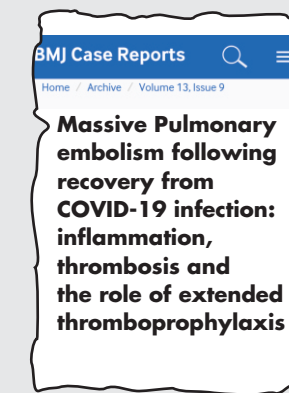 BMJ Case Reports
Home / Archive / Volume 13, Issue 9
Massive Pulmonary
embolism following
recovery from
COVID-19 infection:
inflammation,
thrombosis and
the role of extended
thromboprophylaxis